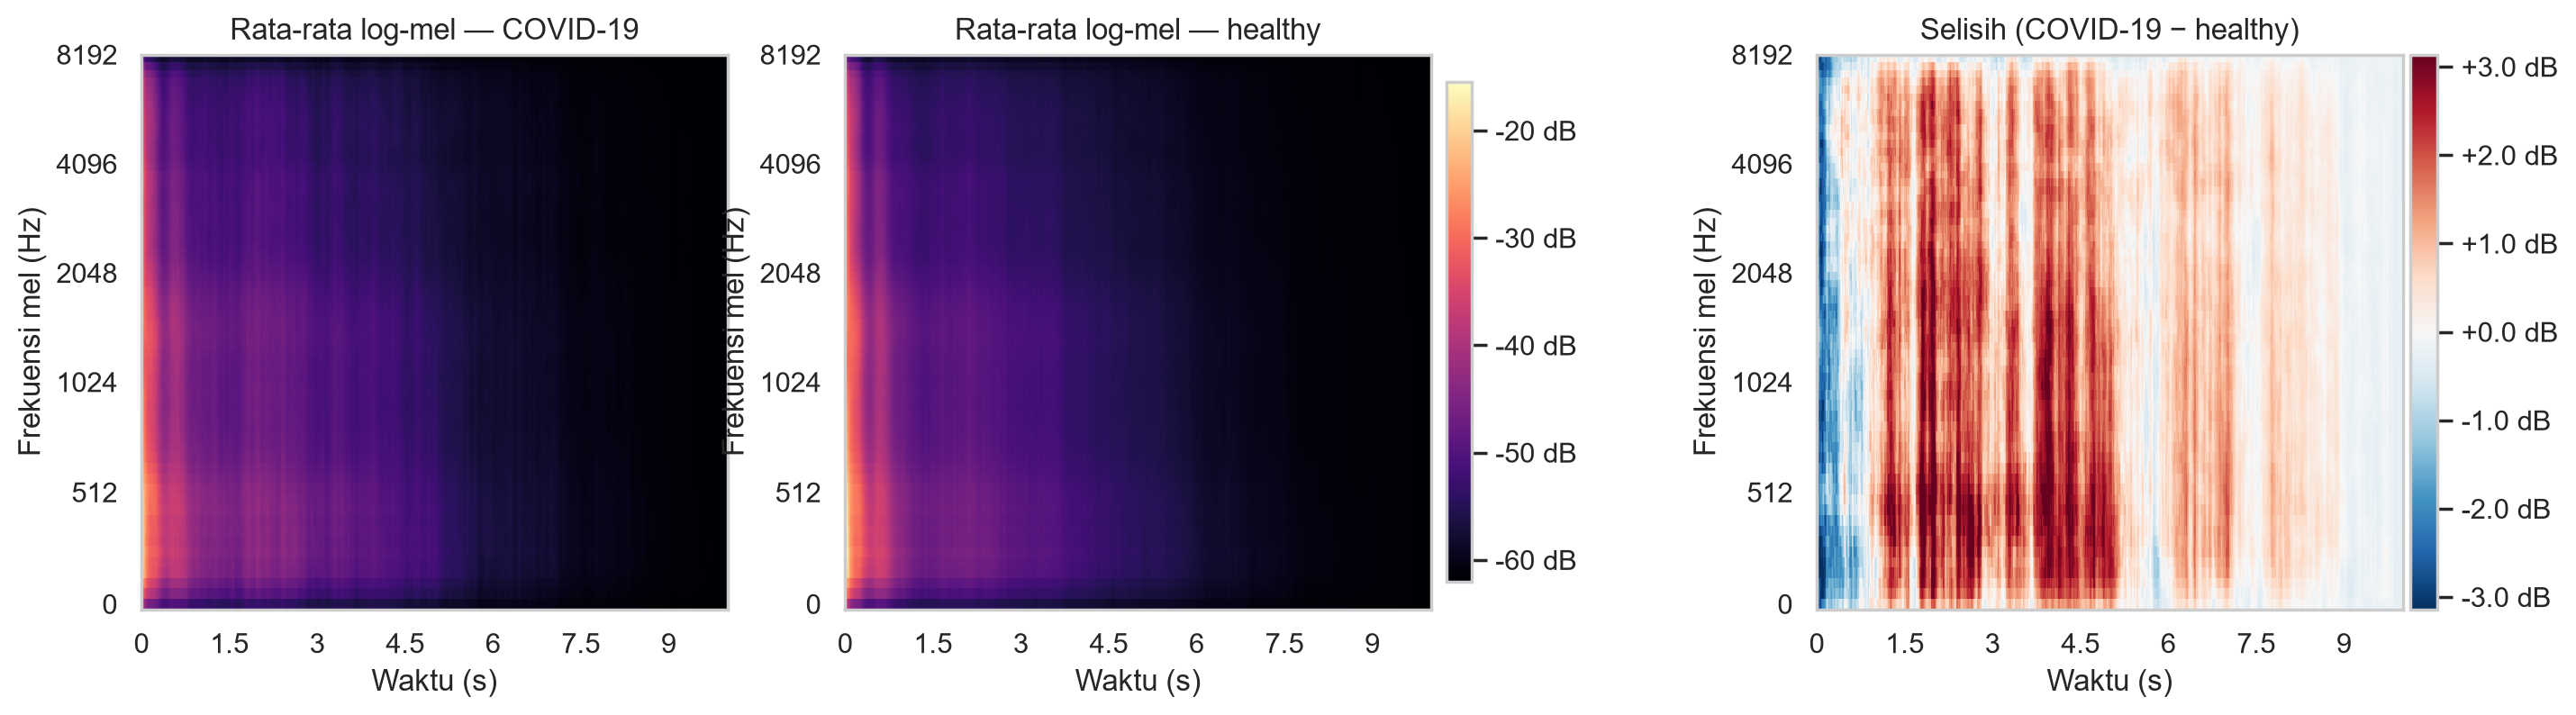 Rata-rata log-mel — COVID-19
8192
4096
2048
1024
512
0
Frekuensi mel (Hz)
0 1.5 3 4.5 6 7.5 9
Waktu (s)
Rata-rata log-mel — healthy
8192
4096
2048
1024
512
0
Frekuensi mel (Hz)
0 1.5 3 4.5 6 7.5 9
Waktu (s)
-20 dB
-30 dB
-40 dB
-50 dB
-60 dB
Selisih (COVID-19 − healthy)
8192
4096
2048
1024
512
0
Frekuensi mel (Hz)
0 1.5 3 4.5 6 7.5 9
Waktu (s)
+3.0 dB
+2.0 dB
+1.0 dB
+0.0 dB
-1.0 dB
-2.0 dB
-3.0 dB